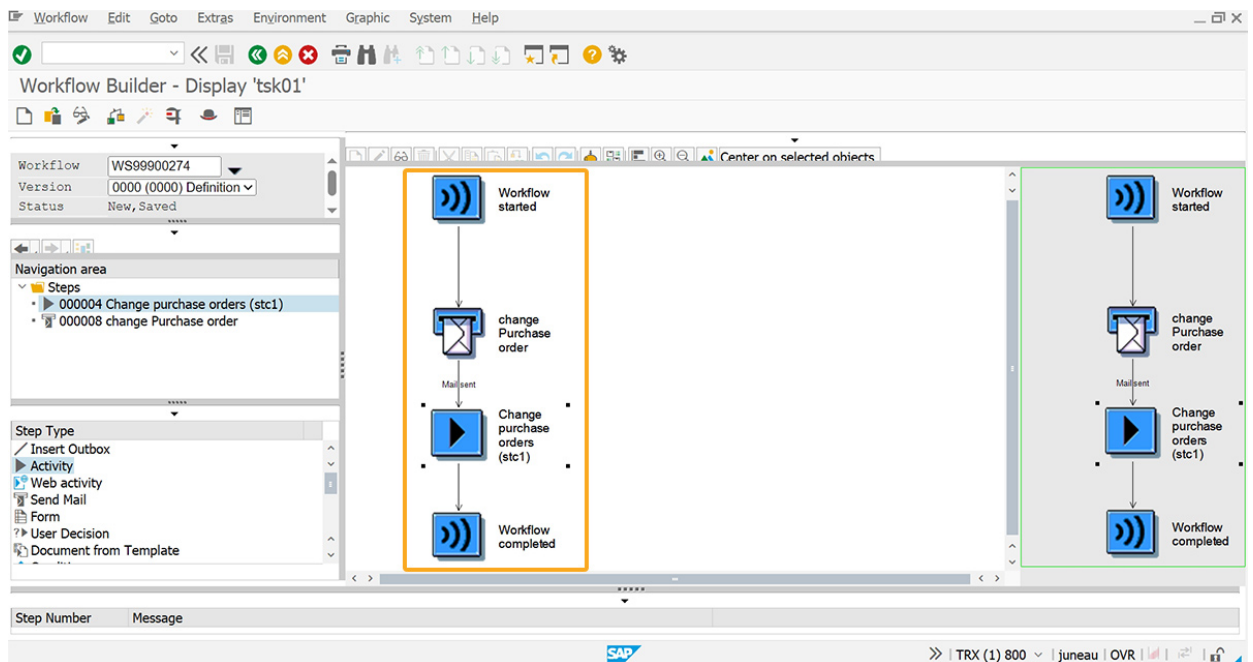 Workflow Edit Goto Extras Environment Graphic System Help
Workflow Builder - Display 'tsk01'
Workflow WS99900274
Version 0000 (0000) Definition
Status New, Saved
Center on selected objects
Navigation area
Steps
000004 Change purchase orders (stc1)
000008 change Purchase order
Step Type
Insert Outbox
Activity
Web activity
Send Mail
Form
User Decision
Document from Template
Workflow
started
change
Purchase
order
Mail sent
Change
purchase
orders
(stc1)
Workflow
completed
Workflow
started
change
Purchase
order
Mail sent
Change
purchase
orders
(stc1)
Workflow
completed
Step Number Message
SAP
TRX (1) 800 juneau OVR